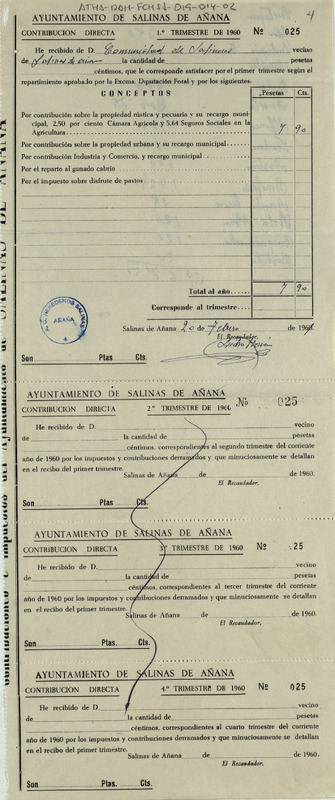 ATHA-DAH-FCHSA-D19-014-02
4
AYUNTAMIENTO DE SALINAS DE AÑANA
CONTRIBUCIÓN DIRECTA 1.º TRIMESTRE DE 1960 Nº 025
He recibido de D. Comunidad de Salinas vecino
de la cantidad de pesetas
céntimos, que le corresponde satisfacer por el primer trimestre según el
repartimiento aprobado por la Excma. Diputación Foral y por los siguientes.
CONCEPTOS Pesetas Cts.
Por contribución sobre la propiedad rústica y pecuaria y su recargo muni-
cipal, 2,50 por ciento Cámara Agrícola y 5,64 Seguros Sociales en la
Agricultura 7 90
Por contribución sobre la propiedad urbana y su recargo municipal.
Por contribución Industria y Comercio, y recargo municipal
Por el reparto al ganado cabrío
Por el impuesto sobre disfrute de pastos
Total al año 7 90
Corresponde al trimestre
Salinas de Añana 20 de Febrero de 196
El Recaudador,
HEREDEROS SALINAS
AÑANA
Son Ptas Cts.
AYUNTAMIENTO DE SALINAS DE AÑANA
CONTRIBUCIÓN DIRECTA 2.º TRIMESTRE DE 196 Nº 025
He recibido de D. vecino
de la cantidad de pesetas
céntimos, correspondientes al segundo trimestre del corriente
año de 1960 por los impuestos y contribuciones derramados y que minuciosamente se detallan
en el recibo del primer trimestre.
Salinas de Añana de de 1960.
El Recaudador,
Son Ptas Cts.
AYUNTAMIENTO DE SALINAS DE AÑANA
CONTRIBUCIÓN DIRECTA 3.º TRIMESTRE DE 1960 Nº 25
He recibido de D. vecino
de la cantidad de pesetas
céntimos, correspondientes al tercer trimestre del corriente
año de 1960 por los impuestos y contribuciones derramados y que minuciosamente se detallan
en el recibo del primer trimestre.
Salinas de Añana de de 1960.
El Recaudador,
Son Ptas. Cts.
AYUNTAMIENTO DE SALINAS DE AÑANA
CONTRIBUCIÓN DIRECTA 4.º TRIMESTRE DE 1960 Nº 025
He recibido de D. vecino
de la cantidad de pesetas
céntimos, correspondientes al cuarto trimestre del corriente
año de 1960 por los impuestos y contribuciones derramados y que minuciosamente se detallan
en el recibo del primer trimestre.
Salinas de Añana de de 1960.
El Recaudador,
Son Ptas. Cts.